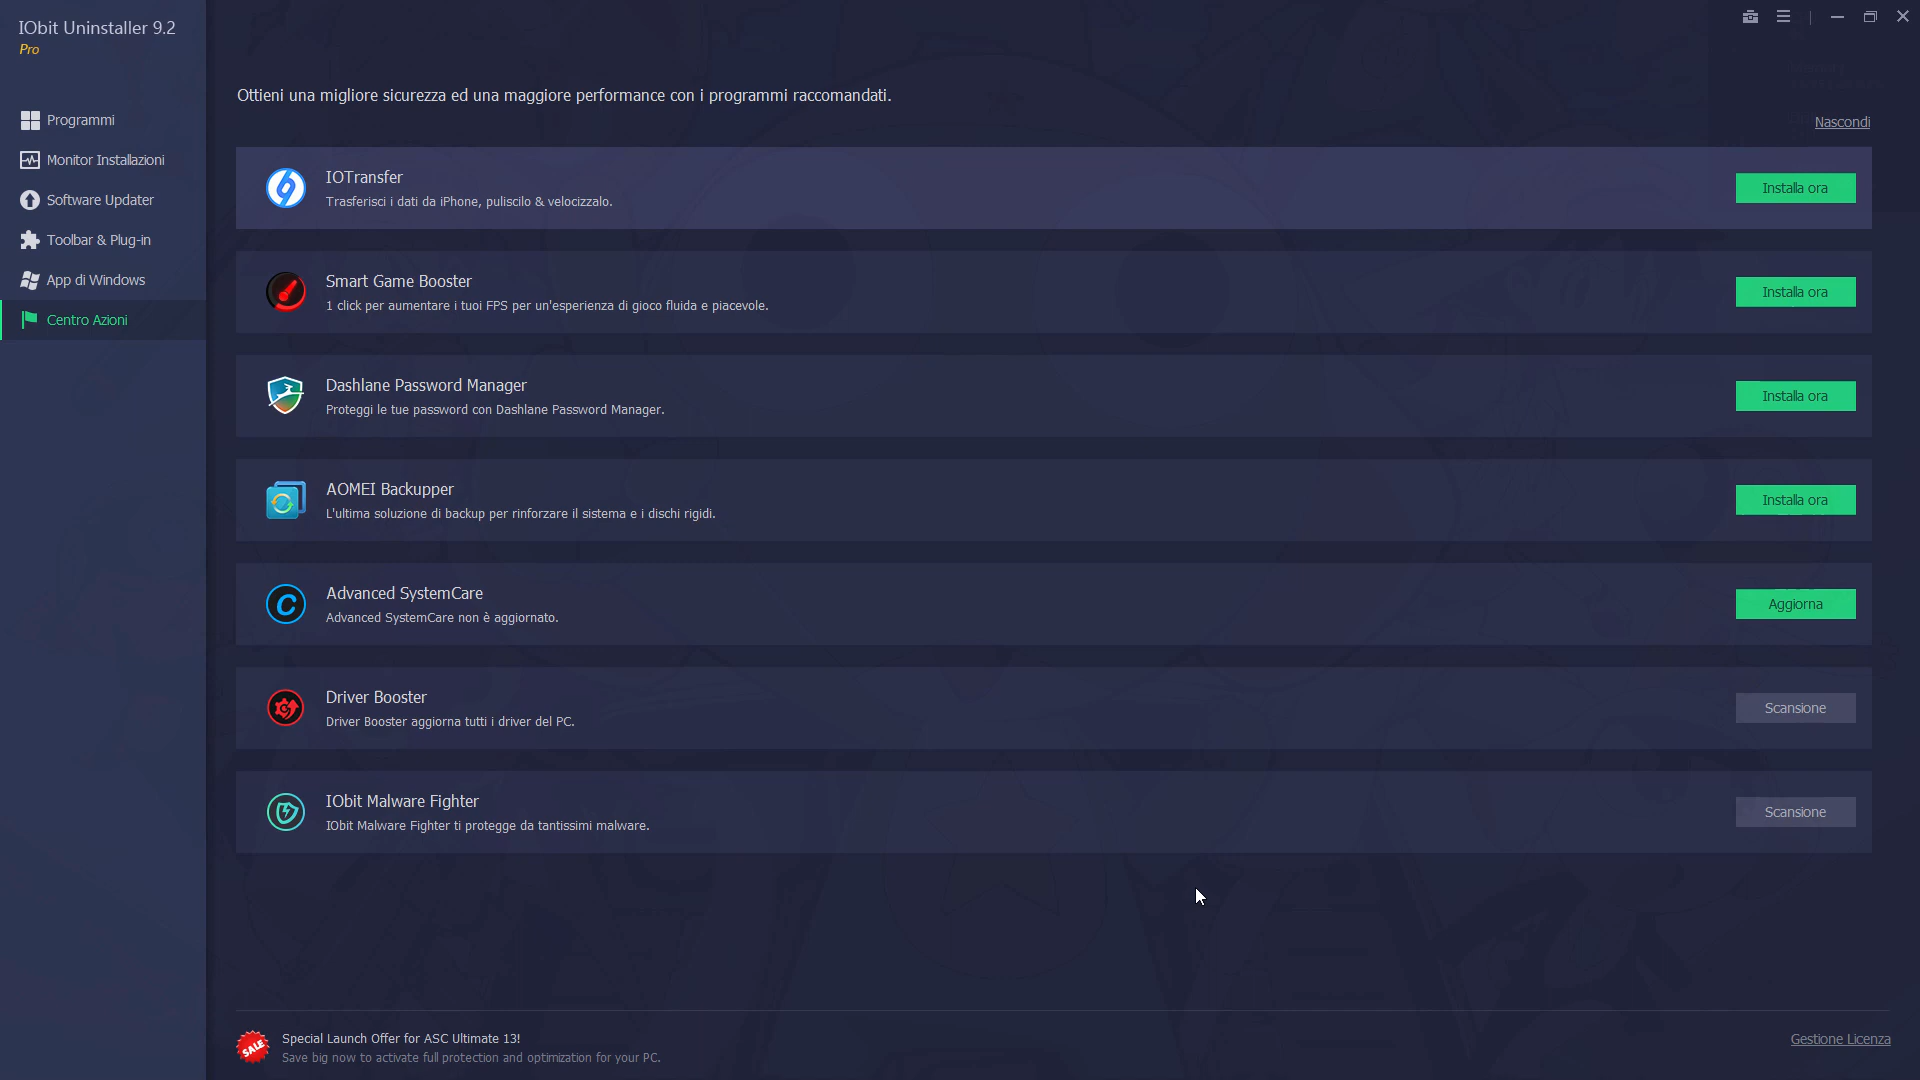 IObit Uninstaller 9.2
Pro
Programmi
Monitor Installazioni
Software Updater
Toolbar & Plug-in
App di Windows
Centro Azioni
Ottieni una migliore sicurezza ed una maggiore performance con i programmi raccomandati.
Nascondi
IOTransfer
Trasferisci i dati da iPhone, puliscilo & velocizzalo.
Installa ora
Smart Game Booster
1 click per aumentare i tuoi FPS per un'esperienza di gioco fluida e piacevole.
Installa ora
Dashlane Password Manager
Proteggi le tue password con Dashlane Password Manager.
Installa ora
AOMEI Backupper
L'ultima soluzione di backup per rinforzare il sistema e i dischi rigidi.
Installa ora
Advanced SystemCare
Advanced SystemCare non è aggiornato.
Aggiorna
Driver Booster
Driver Booster aggiorna tutti i driver del PC.
Scansione
IObit Malware Fighter
IObit Malware Fighter ti protegge da tantissimi malware.
Scansione
SALE
Special Launch Offer for ASC Ultimate 13!
Save big now to activate full protection and optimization for your PC.
Gestione Licenza